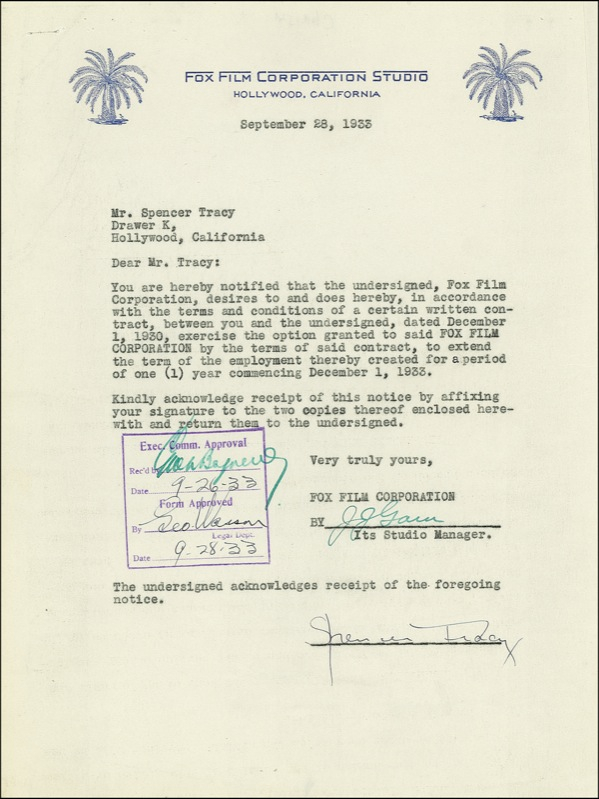 FOX FILM CORPORATION STUDIO
HOLLYWOOD, CALIFORNIA
September 28, 1933
Mr. Spencer Tracy
Drawer K,
Hollywood, California
Dear Mr. Tracy:
You are hereby notified that the undersigned, Fox Film
Corporation, desires to and does hereby, in accordance
with the terms and conditions of a certain written con-
tract, between you and the undersigned, dated December
1, 1930, exercise the option granted to said FOX FILM
CORPORATION by the terms of said contract, to extend
the term of the employment thereby created for a period
of one (1) year commencing December 1, 1933.
Kindly acknowledge receipt of this notice by affixing
your signature to the two copies thereof enclosed here-
with and return them to the undersigned.
Exec. Comm. Approval
Rec'd by
Date 9-26-33
Form Approved
By Geo Wasson
Legal Dept.
Date 9-28-33
Very truly yours,
FOX FILM CORPORATION
BY
Its Studio Manager.
The undersigned acknowledges receipt of the foregoing
notice.
Spencer Tracy